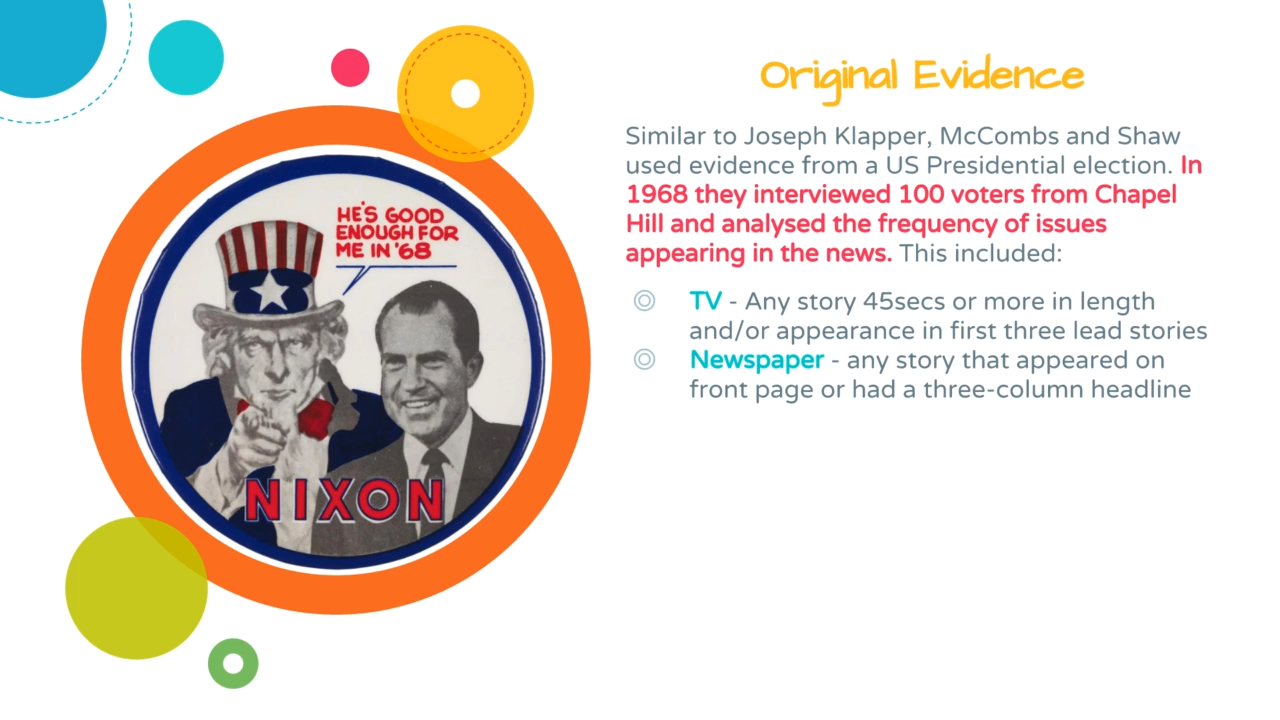 Original Evidence
Similar to Joseph Klapper, McCombs and Shaw
used evidence from a US Presidential election. In
1968 they interviewed 100 voters from Chapel
Hill and analysed the frequency of issues
appearing in the news. This included:
TV - Any story 45secs or more in length
and/or appearance in first three lead stories
Newspaper - any story that appeared on
front page or had a three-column headline
HE'S GOOD
ENOUGH FOR
ME IN '68
NIXON